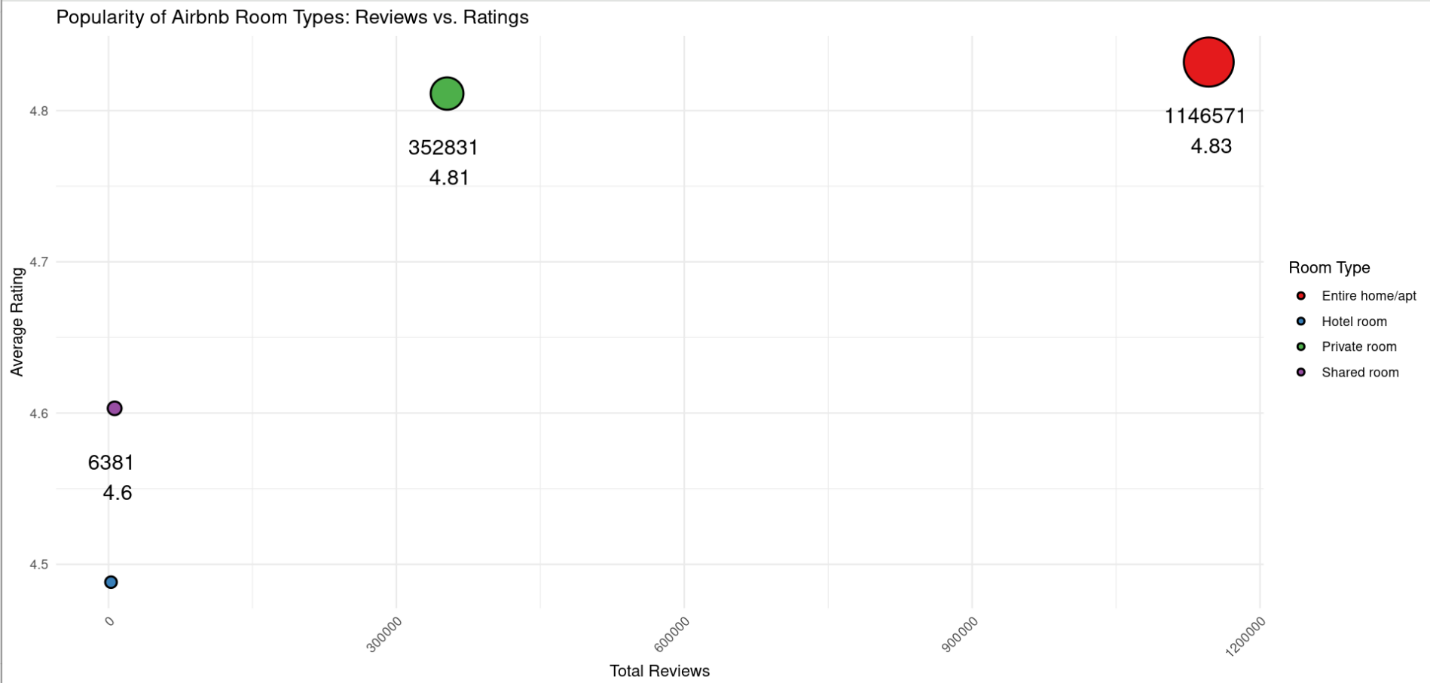 Popularity of Airbnb Room Types: Reviews vs. Ratings
Average Rating
4.8
4.7
4.6
4.5
352831
4.81
1146571
4.83
6381
4.6
0
300000
600000
900000
1200000
Total Reviews
Room Type
Entire home/apt
Hotel room
Private room
Shared room